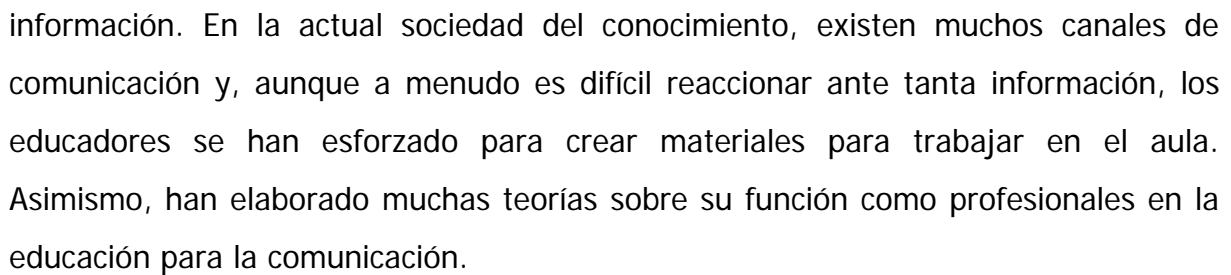 información. En la actual sociedad del conocimiento, existen muchos canales de
comunicación y, aunque a menudo es difícil reaccionar ante tanta información, los
educadores se han esforzado para crear materiales para trabajar en el aula.
Asimismo, han elaborado muchas teorías sobre su función como profesionales en la
educación para la comunicación.